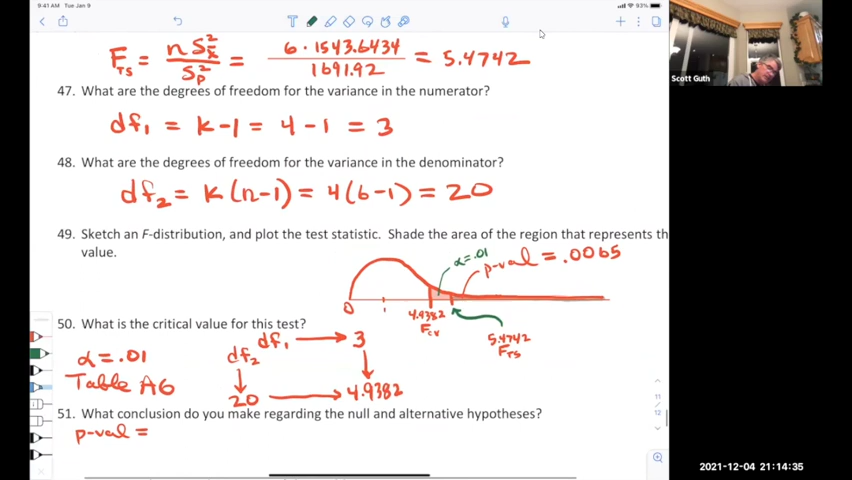 9:41 AM Tue Jan 9
93%
F_TS = n S_x̄² / S_p² = 6 · 1543.6434 / 1691.92 = 5.4742
Scott Guth
47. What are the degrees of freedom for the variance in the numerator?
df₁ = k-1 = 4-1 = 3
48. What are the degrees of freedom for the variance in the denominator?
df₂ = k(n-1) = 4(6-1) = 20
49. Sketch an F-distribution, and plot the test statistic. Shade the area of the region that represents th
value.
α=.01
p-val = .0065
0
1
4.9382
F_CV
5.4742
F_TS
50. What is the critical value for this test?
df₁ → 3
α = .01
df₂
Table A6
20 → 4.9382
51. What conclusion do you make regarding the null and alternative hypotheses?
p-val =
11
12
2021-12-04 21:14:35